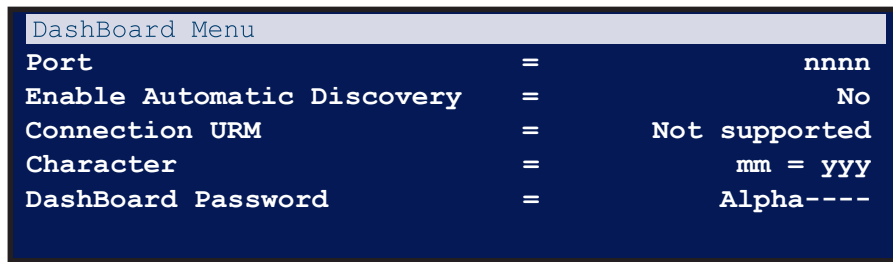 DashBoard Menu
Port = nnnn
Enable Automatic Discovery = No
Connection URM = Not supported
Character = mm = yyy
DashBoard Password = Alpha----